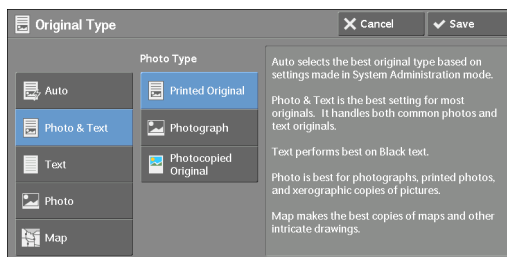 Original Type
Cancel
Save
Auto
Photo & Text
Text
Photo
Map
Photo Type
Printed Original
Photograph
Photocopied
Original
Auto selects the best original type based on
settings made in System Administration mode.
Photo & Text is the best setting for most
originals. It handles both common photos and
text originals.
Text performs best on Black text.
Photo is best for photographs, printed photos,
and xerographic copies of pictures.
Map makes the best copies of maps and other
intricate drawings.